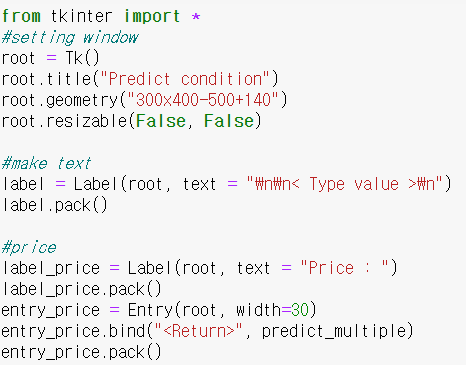 from tkinter import *
#setting window
root = Tk()
root.title("Predict condition")
root.geometry("300x400-500+140")
root.resizable(False, False)

#make text
label = Label(root, text = "₩n₩n< Type value >₩n")
label.pack()

#price
label_price = Label(root, text = "Price : ")
label_price.pack()
entry_price = Entry(root, width=30)
entry_price.bind("<Return>", predict_multiple)
entry_price.pack()